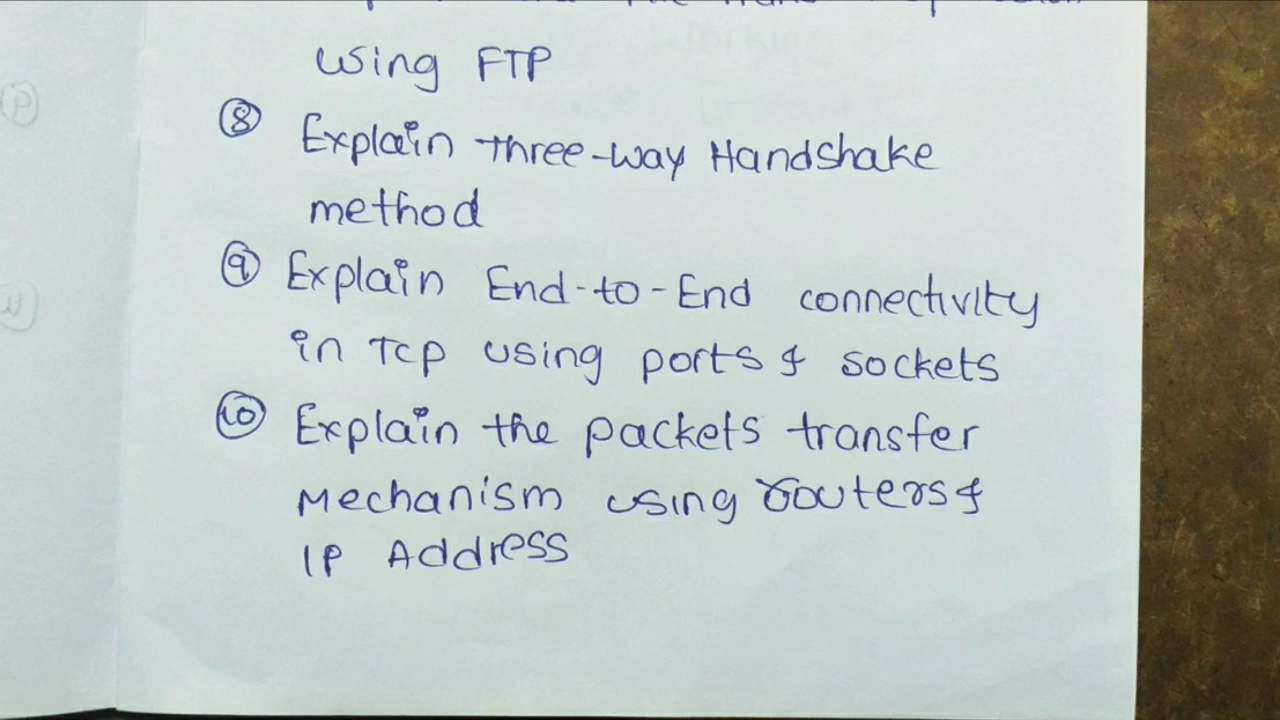 using FTP
⑧ Explain three-way Handshake
method
⑨ Explain End-to-End connectivity
in TCP using ports & sockets
⑩ Explain the packets transfer
Mechanism using routers &
IP Address